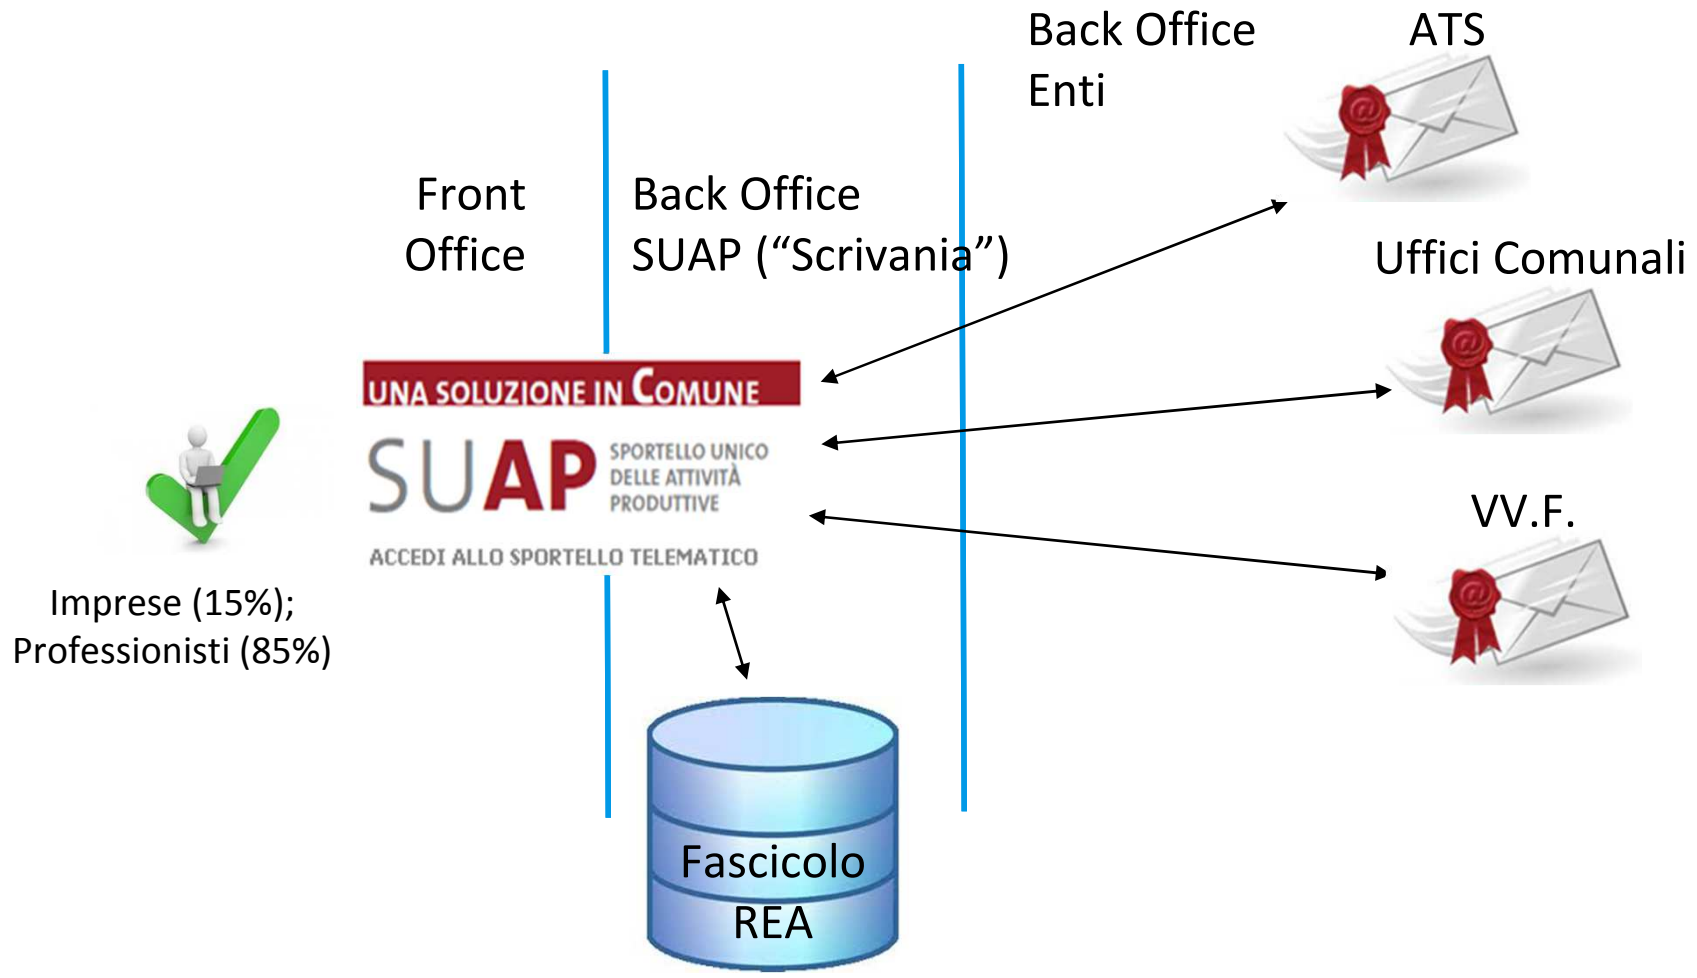 Back Office
Enti
ATS
Front
Office
Back Office
SUAP (“Scrivania”)
Uffici Comunali
UNA SOLUZIONE IN COMUNE
SUAP
SPORTELLO UNICO
DELLE ATTIVITÀ
PRODUTTIVE
ACCEDI ALLO SPORTELLO TELEMATICO
VV.F.
Imprese (15%);
Professionisti (85%)
Fascicolo
REA
@
@
@